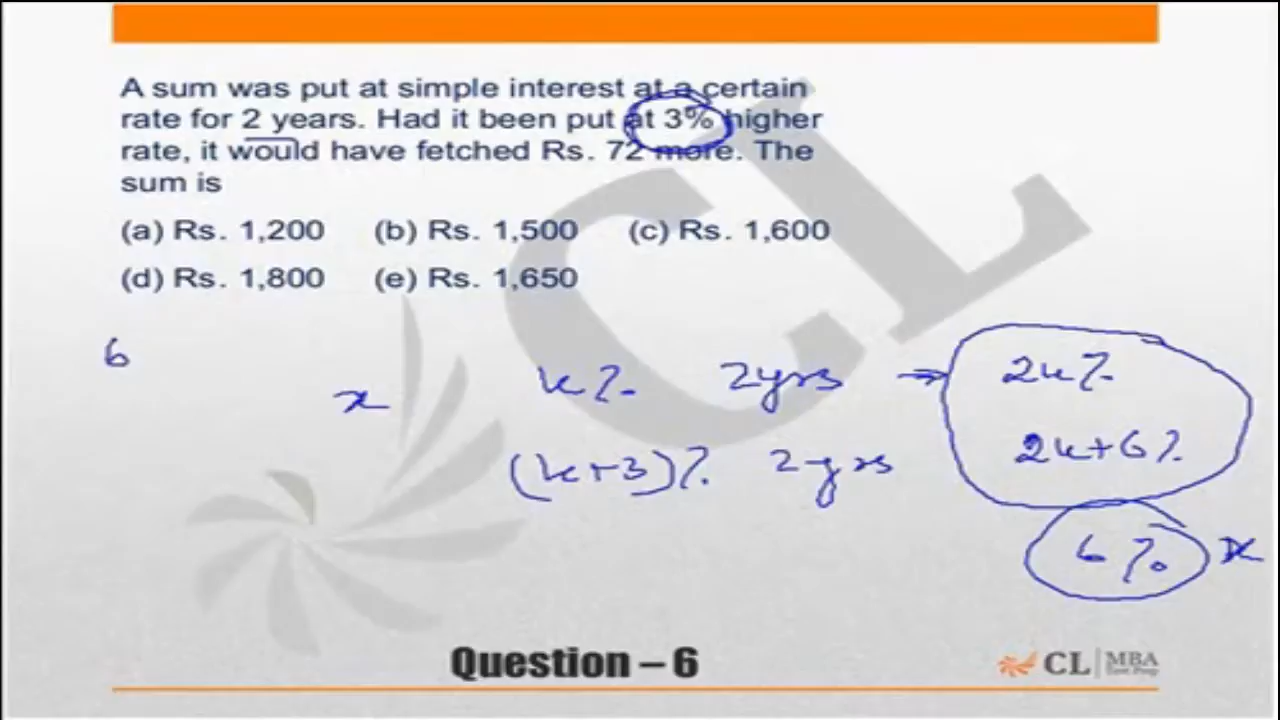 A sum was put at simple interest at a certain
rate for 2 years. Had it been put at 3% higher
rate, it would have fetched Rs. 72 more. The
sum is
(a) Rs. 1,200 (b) Rs. 1,500 (c) Rs. 1,600
(d) Rs. 1,800 (e) Rs. 1,650
CL
6
x k% 2yrs ⇒ 2k%
(k+3)% 2yrs 2k+6%
6% x
Question – 6
CL MBA
Test Prep